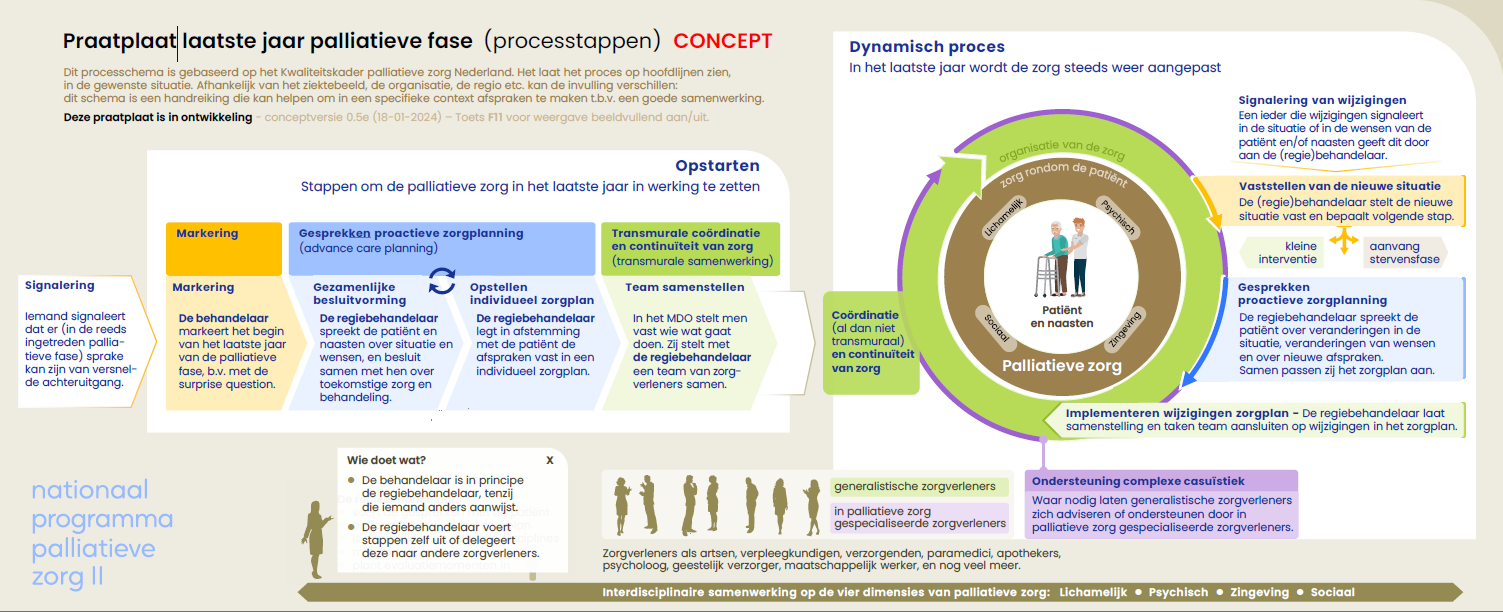 Praatplaat laatste jaar palliatieve fase (processtappen) CONCEPT
Dit processchema is gebaseerd op het Kwaliteitskader palliatieve zorg Nederland. Het laat het proces op hoofdlijnen zien,
in de gewenste situatie. Afhankelijk van het ziektebeeld, de organisatie, de regio etc. kan de invulling verschillen:
dit schema is een handreiking die kan helpen om in een specifieke context afspraken te maken t.b.v. een goede samenwerking.
Deze praatplaat is in ontwikkeling - conceptversie 0.5e (18-01-2024) – Toets F11 voor weergave beeldvullend aan/uit.
Opstarten
Stappen om de palliatieve zorg in het laatste jaar in werking te zetten
Signalering
Iemand signaleert
dat er (in de reeds
ingetreden pallia-
tieve fase) sprake
kan zijn van versnel-
de achteruitgang.
Markering
Markering
De behandelaar
markeert het begin
van het laatste jaar
van de palliatieve
fase, b.v. met de
surprise question.
Gesprekken proactieve zorgplanning
(advance care planning)
Gezamenlijke
besluitvorming
De regiebehandelaar
spreekt de patiënt en
naasten over situatie en
wensen, en besluit
samen met hen over
toekomstige zorg en
behandeling.
Opstellen
individueel zorgplan
De regiebehandelaar
legt in afstemming
met de patiënt de
afspraken vast in een
individueel zorgplan.
Transmurale coördinatie
en continuïteit van zorg
(transmurale samenwerking)
Team samenstellen
In het MDO stelt men
vast wie wat gaat
doen. Zij stelt met
de regiebehandelaar
een team van zorg-
verleners samen.
Dynamisch proces
In het laatste jaar wordt de zorg steeds weer aangepast
Coördinatie
(al dan niet
transmuraal)
en continuïteit
van zorg
organisatie van de zorg
zorg rondom de patiënt
Lichamelijk
Psychisch
Sociaal
Zingeving
Patiënt
en naasten
Palliatieve zorg
Signalering van wijzigingen
Een ieder die wijzigingen signaleert
in de situatie of in de wensen van de
patiënt en/of naasten geeft dit door
aan de (regie)behandelaar.
Vaststellen van de nieuwe situatie
De (regie)behandelaar stelt de nieuwe
situatie vast en bepaalt volgende stap.
kleine
interventie
aanvang
stervensfase
Gesprekken
proactieve zorgplanning
De regiebehandelaar spreekt de
patiënt over veranderingen in de
situatie, veranderingen van wensen
en over nieuwe afspraken.
Samen passen zij het zorgplan aan.
Implementeren wijzigingen zorgplan – De regiebehandelaar laat
samenstelling en taken team aansluiten op wijzigingen in het zorgplan.
Ondersteuning complexe casuïstiek
Waar nodig laten generalistische zorgverleners
zich adviseren of ondersteunen door in
palliatieve zorg gespecialiseerde zorgverleners.
nationaal
programma
palliatieve
zorg II
Wie doet wat? X
• De behandelaar is in principe
de regiebehandelaar, tenzij
die iemand anders aanwijst.
• De regiebehandelaar voert
stappen zelf uit of delegeert
deze naar andere zorgverleners.
generalistische zorgverleners
in palliatieve zorg
gespecialiseerde zorgverleners
Zorgverleners als artsen, verpleegkundigen, verzorgenden, paramedici, apothekers,
psycholoog, geestelijk verzorger, maatschappelijk werker, en nog veel meer.
Interdisciplinaire samenwerking op de vier dimensies van palliatieve zorg: Lichamelijk • Psychisch • Zingeving • Sociaal